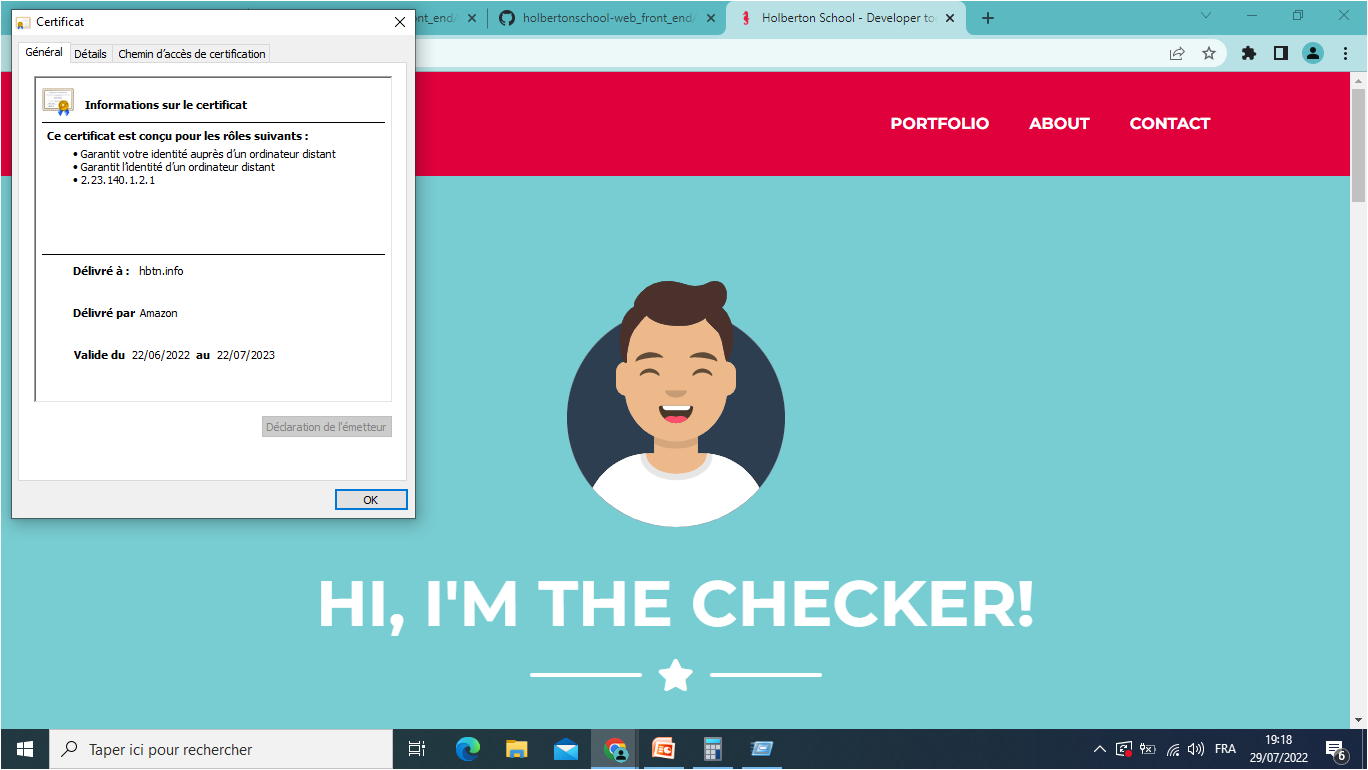 Certificat
ont_end/
holbertonschool-web_front_end/
Holberton School - Developer to
Général
Détails
Chemin d'accès de certification
Informations sur le certificat
Ce certificat est conçu pour les rôles suivants :
• Garantit votre identité auprès d'un ordinateur distant
• Garantit l'identité d'un ordinateur distant
• 2.23.140.1.2.1
Délivré à : hbtn.info
Délivré par Amazon
Valide du 22/06/2022 au 22/07/2023
Déclaration de l'émetteur
OK
PORTFOLIO
ABOUT
CONTACT
HI, I'M THE CHECKER!
Taper ici pour rechercher
FRA
19:18
29/07/2022
6